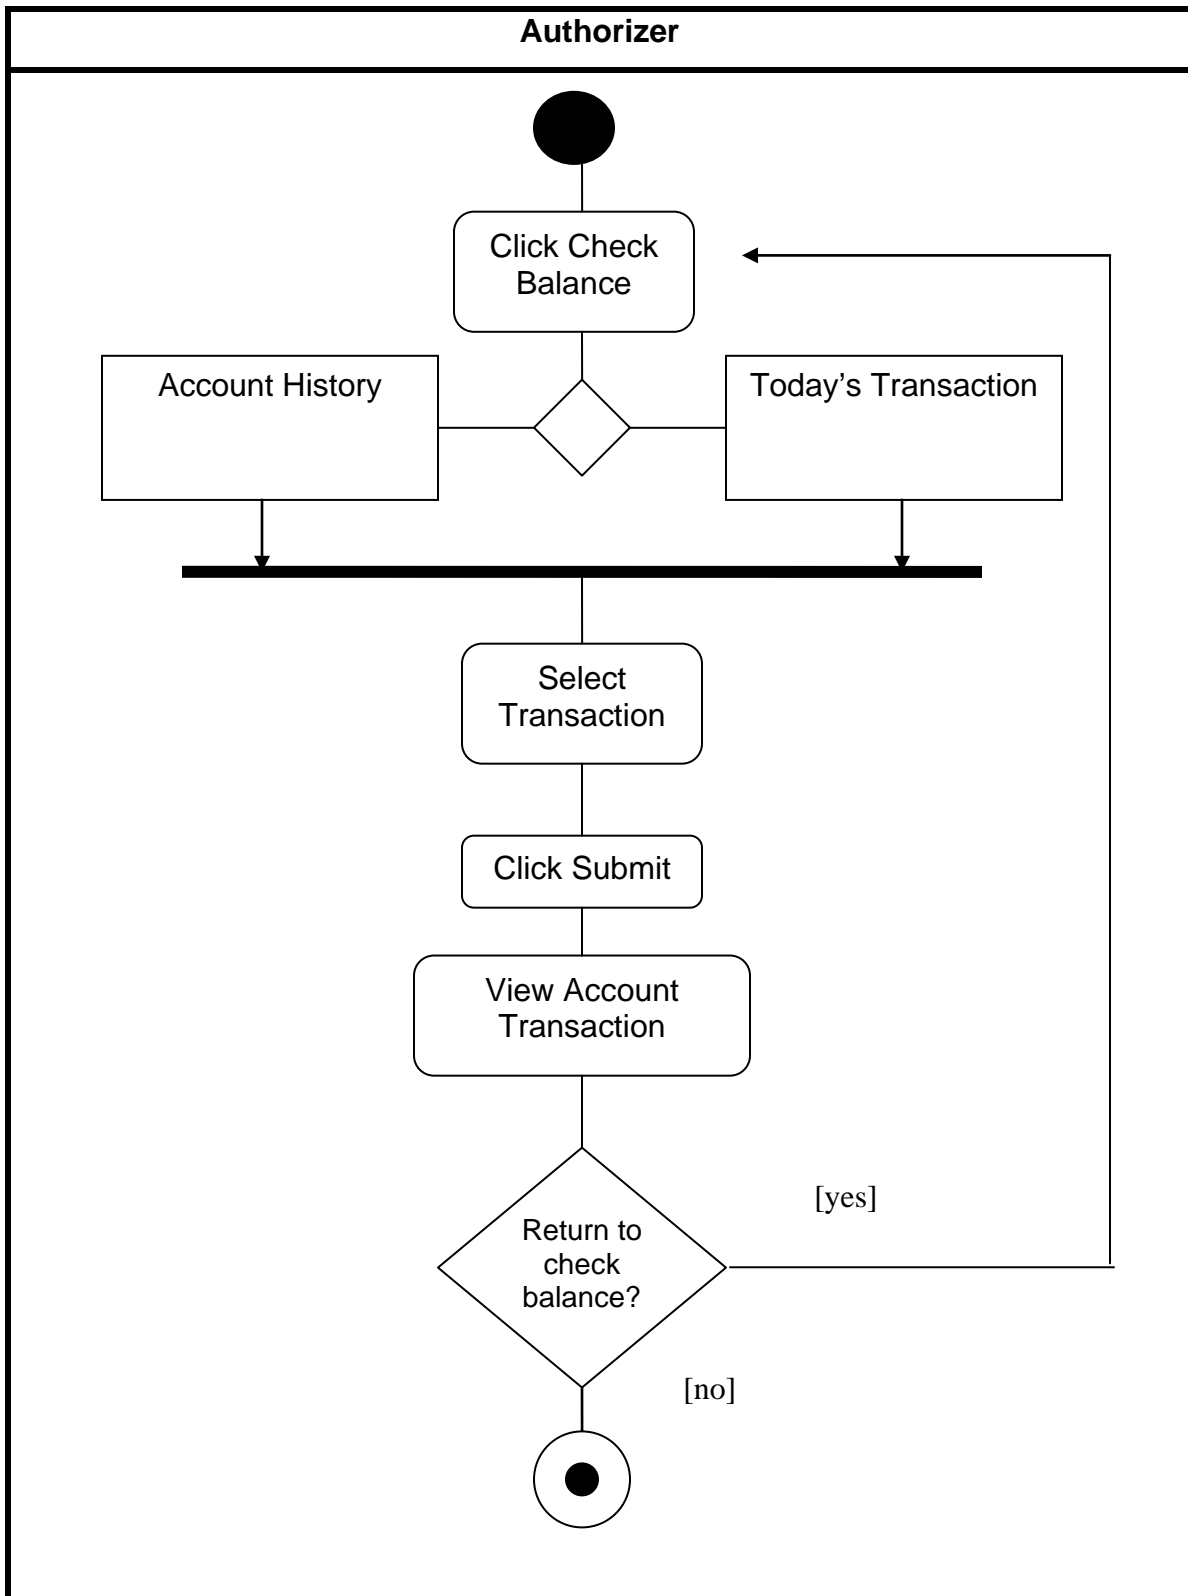 Authorizer
Click Check
Balance
Account History
Today’s Transaction
Select
Transaction
Click Submit
View Account
Transaction
Return to
check
balance?
[yes]
[no]